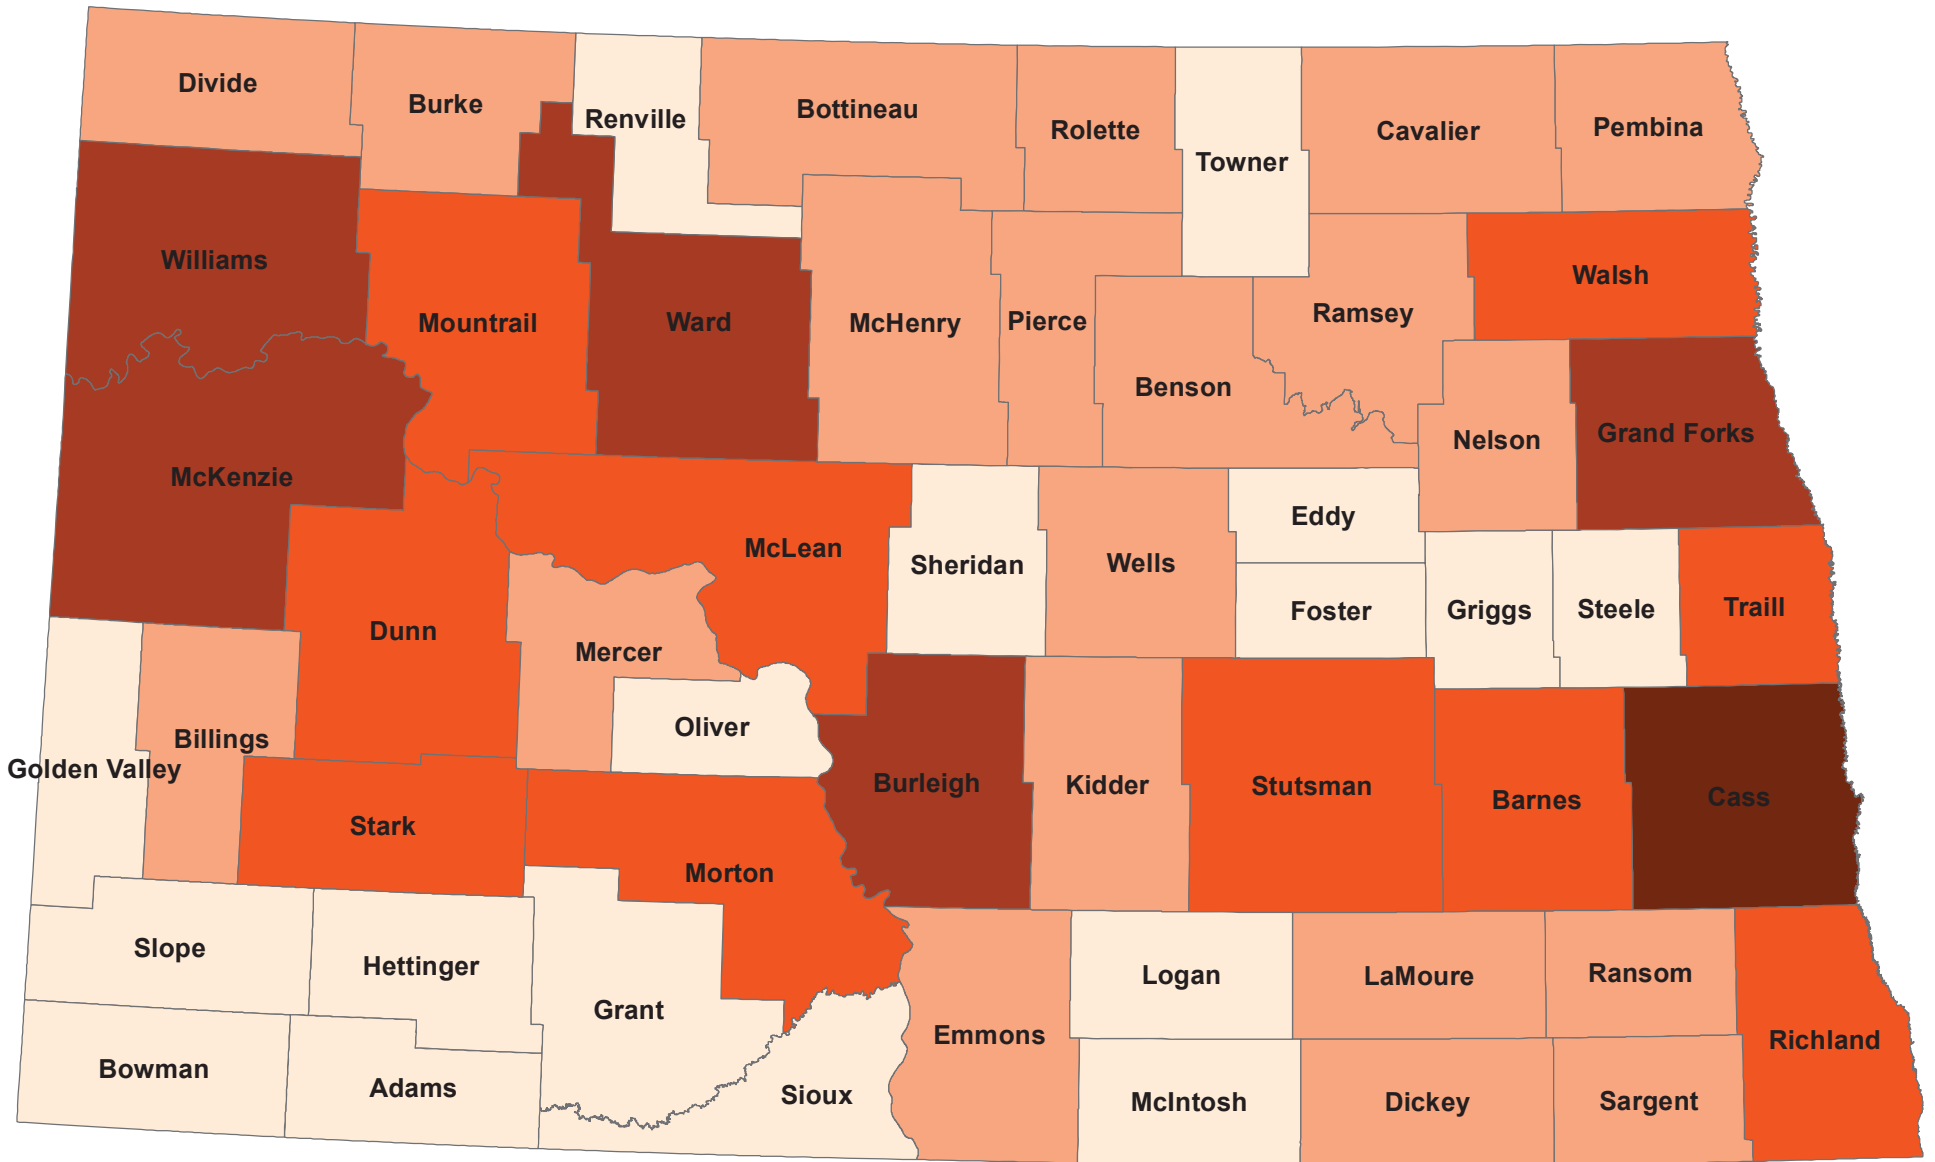 Divide
Burke
Renville
Bottineau
Rolette
Towner
Cavalier
Pembina
Williams
Mountrail
Ward
McHenry
Pierce
Benson
Ramsey
Walsh
McKenzie
Nelson
Grand Forks
McLean
Sheridan
Wells
Eddy
Foster
Griggs
Steele
Traill
Dunn
Mercer
Oliver
Billings
Golden Valley
Burleigh
Kidder
Stutsman
Barnes
Cass
Stark
Morton
Slope
Hettinger
Grant
Emmons
Logan
LaMoure
Ransom
Richland
Bowman
Adams
Sioux
McIntosh
Dickey
Sargent